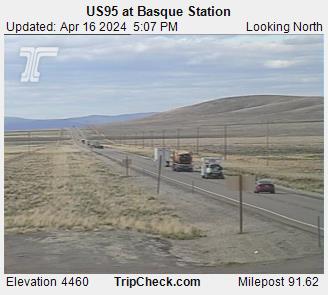 US95 at Basque Station
Updated: Apr 16 2024 5:07 PM Looking North
Elevation 4460 TripCheck.com Milepost 91.62